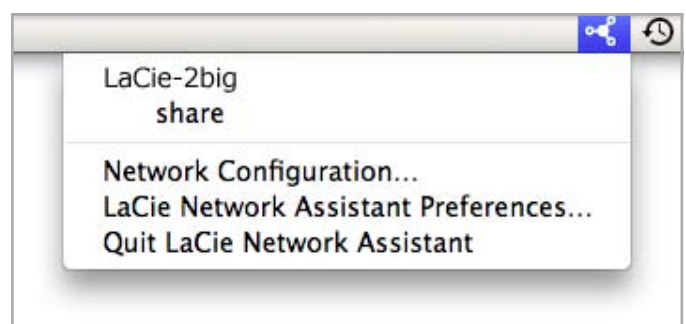 LaCie-2big
share
Network Configuration...
LaCie Network Assistant Preferences...
Quit LaCie Network Assistant